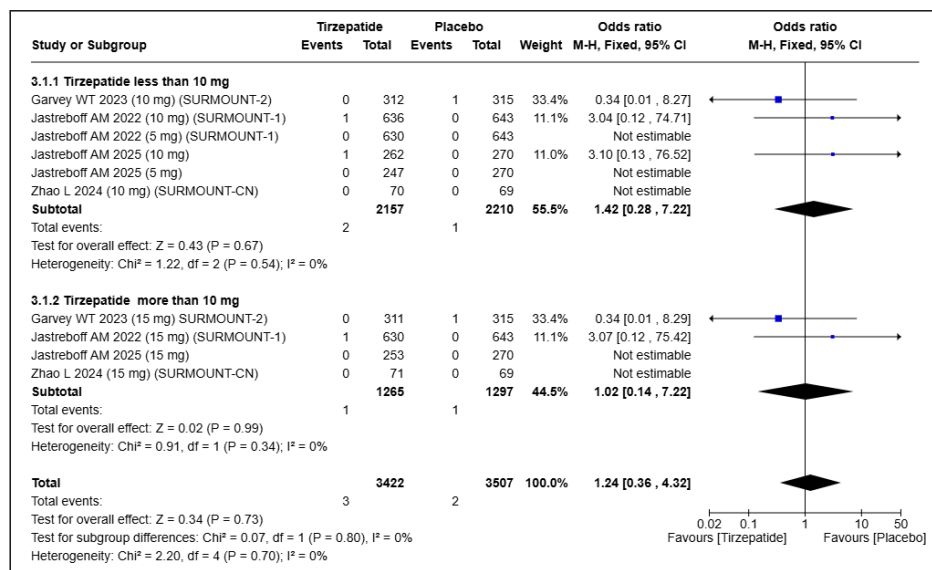 Tirzepatide Placebo Odds ratio Odds ratio
Study or Subgroup Events Total Events Total Weight M-H, Fixed, 95% CI M-H, Fixed, 95% CI
3.1.1 Tirzepatide less than 10 mg
Garvey WT 2023 (10 mg) (SURMOUNT-2) 0 312 1 315 33.4% 0.34 [0.01 , 8.27]
Jastreboff AM 2022 (10 mg) (SURMOUNT-1) 1 636 0 643 11.1% 3.04 [0.12 , 74.71]
Jastreboff AM 2022 (5 mg) (SURMOUNT-1) 0 630 0 643 Not estimable
Jastreboff AM 2025 (10 mg) 1 262 0 270 11.0% 3.10 [0.13 , 76.52]
Jastreboff AM 2025 (5 mg) 0 247 0 270 Not estimable
Zhao L 2024 (10 mg) (SURMOUNT-CN) 0 70 0 69 Not estimable
Subtotal 2157 2210 55.5% 1.42 [0.28 , 7.22]
Total events: 2 1
Test for overall effect: Z = 0.43 (P = 0.67)
Heterogeneity: Chi² = 1.22, df = 2 (P = 0.54); I² = 0%
3.1.2 Tirzepatide more than 10 mg
Garvey WT 2023 (15 mg) SURMOUNT-2) 0 311 1 315 33.4% 0.34 [0.01 , 8.29]
Jastreboff AM 2022 (15 mg) (SURMOUNT-1) 1 630 0 643 11.1% 3.07 [0.12 , 75.42]
Jastreboff AM 2025 (15 mg) 0 253 0 270 Not estimable
Zhao L 2024 (15 mg) (SURMOUNT-CN) 0 71 0 69 Not estimable
Subtotal 1265 1297 44.5% 1.02 [0.14 , 7.22]
Total events: 1 1
Test for overall effect: Z = 0.02 (P = 0.99)
Heterogeneity: Chi² = 0.91, df = 1 (P = 0.34); I² = 0%
Total 3422 3507 100.0% 1.24 [0.36 , 4.32]
Total events: 3 2
Test for overall effect: Z = 0.34 (P = 0.73)
Test for subgroup differences: Chi² = 0.07, df = 1 (P = 0.80), I² = 0%
Heterogeneity: Chi² = 2.20, df = 4 (P = 0.70); I² = 0%
0.02 0.1 1 10 50
Favours [Tirzepatide] Favours [Placebo]